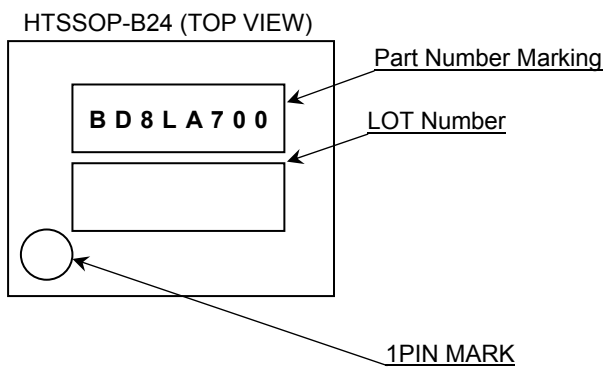 HTSSOP-B24 (TOP VIEW)
Part Number Marking
BD8LA700
LOT Number
1PIN MARK